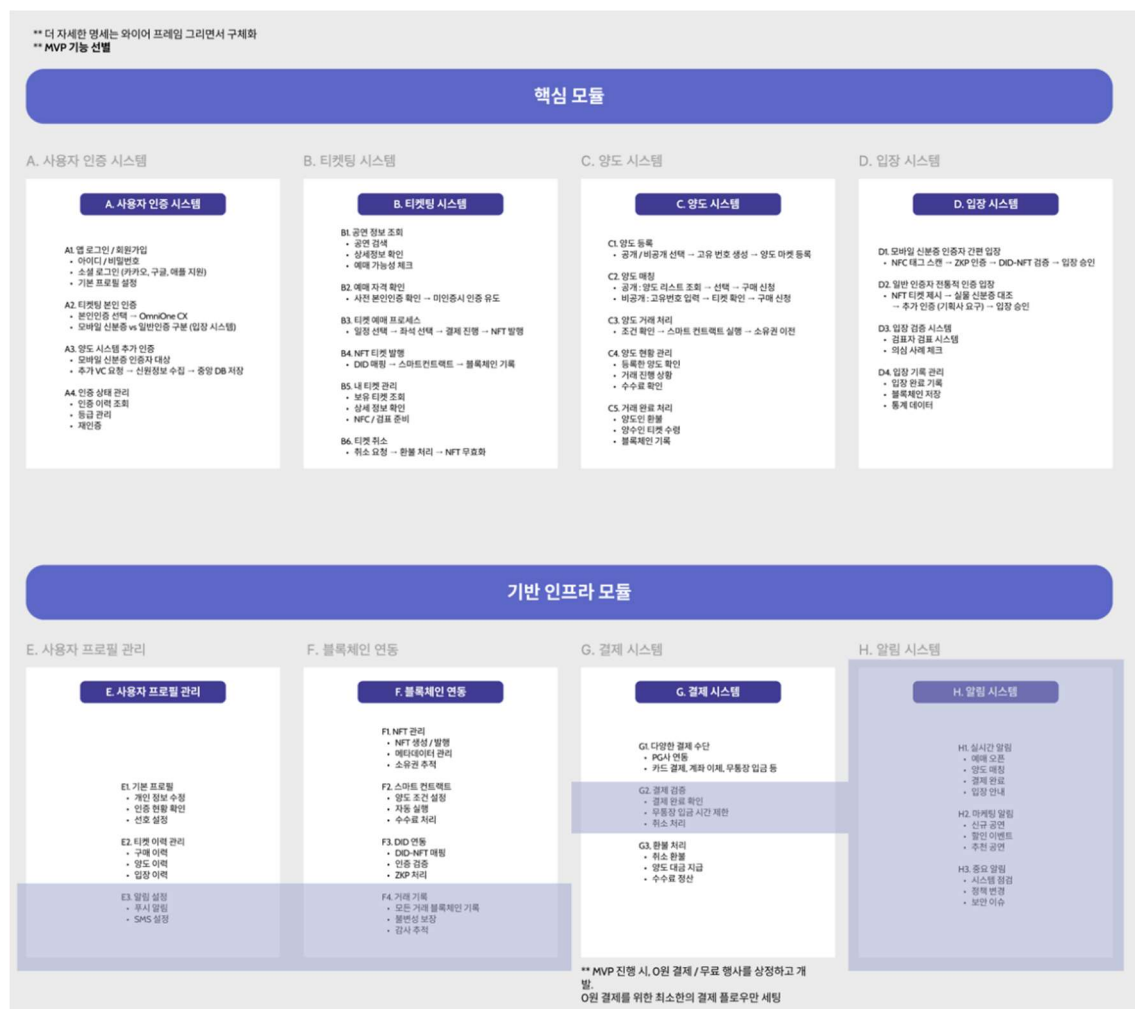 ** 더 자세한 명세는 와이어 프레임 그리면서 구체화
** MVP 기능 선별
핵심 모듈
A. 사용자 인증 시스템
A. 사용자 인증 시스템
A1. 앱 로그인 / 회원가입
• 아이디 / 비밀번호
• 소셜 로그인 (카카오, 구글, 애플 지원)
• 기본 프로필 설정
A2. 티켓팅 본인 인증
• 본인인증 선택 → OmniOne CX
• 모바일 신분증 vs 일반인증 구분 (입장 시스템)
A3. 양도 시스템 추가 인증
• 모바일 신분증 인증자 대상
• 추가 VC 요청 → 신원정보 수집 → 중앙 DB 저장
A4. 인증 상태 관리
• 인증 이력 조회
• 등급 관리
• 재인증
B. 티켓팅 시스템
B. 티켓팅 시스템
B1. 공연 정보 조회
• 공연 검색
• 상세정보 확인
• 예매 가능성 체크
B2. 예매 자격 확인
• 사전 본인인증 확인 → 미인증시 인증 유도
B3. 티켓 예매 프로세스
• 일정 선택 → 좌석 선택 → 결제 진행 → NFT 발행
B4. NFT 티켓 발행
• DID 매핑 → 스마트컨트랙트 → 블록체인 기록
B5. 내 티켓 관리
• 보유 티켓 조회
• 상세 정보 확인
• NFC / 검표 준비
B6. 티켓 취소
• 취소 요청 → 환불 처리 → NFT 무효화
C. 양도 시스템
C. 양도 시스템
C1. 양도 등록
• 공개 / 비공개 선택 → 고유 번호 생성 → 양도 마켓 등록
C2. 양도 매칭
• 공개 : 양도 리스트 조회 → 선택 → 구매 신청
• 비공개 : 고유번호 입력 → 티켓 확인 → 구매 신청
C3. 양도 거래 처리
• 조건 확인 → 스마트 컨트랙트 실행 → 소유권 이전
C4. 양도 현황 관리
• 등록한 양도 확인
• 거래 진행 상황
• 수수료 확인
C5. 거래 완료 처리
• 양도인 환불
• 양수인 티켓 수령
• 블록체인 기록
D. 입장 시스템
D. 입장 시스템
D1. 모바일 신분증 인증자 간편 입장
• NFC 태그 스캔 → ZKP 인증 → DID-NFT 검증 → 입장 승인
D2. 일반 인증자 전통적 인증 입장
• NFT 티켓 제시 → 실물 신분증 대조
→ 추가 인증 (기획사 요구) → 입장 승인
D3. 입장 검증 시스템
• 검표자 검표 시스템
• 의심 사례 체크
D4. 입장 기록 관리
• 입장 완료 기록
• 블록체인 저장
• 통계 데이터
기반 인프라 모듈
E. 사용자 프로필 관리
E. 사용자 프로필 관리
E1. 기본 프로필
• 개인 정보 수정
• 인증 현황 확인
• 선호 설정
E2. 티켓 이력 관리
• 구매 이력
• 양도 이력
• 입장 이력
E3. 알림 설정
• 푸시 알림
• SMS 설정
F. 블록체인 연동
F. 블록체인 연동
F1. NFT 관리
• NFT 생성 / 발행
• 메타데이터 관리
• 소유권 추적
F2. 스마트 컨트랙트
• 양도 조건 설정
• 자동 실행
• 수수료 처리
F3. DID 연동
• DID-NFT 매핑
• 인증 검증
• ZKP 처리
F4. 거래 기록
• 모든 거래 블록체인 기록
• 불변성 보장
• 감사 추적
G. 결제 시스템
G. 결제 시스템
G1. 다양한 결제 수단
• PG사 연동
• 카드 결제, 계좌 이체, 무통장 입금 등
G2. 결제 검증
• 결제 완료 확인
• 무통장 입금 시간 제한
• 취소 처리
G3. 환불 처리
• 취소 환불
• 양도 대금 지급
• 수수료 정산
** MVP 진행 시, 0원 결제 / 무료 행사를 상정하고 개
발.
0원 결제를 위한 최소한의 결제 플로우만 세팅
H. 알림 시스템
H. 알림 시스템
H1. 실시간 알림
• 예매 오픈
• 양도 매칭
• 결제 완료
• 입장 안내
H2. 마케팅 알림
• 신규 공연
• 할인 이벤트
• 추천 공연
H3. 중요 알림
• 시스템 점검
• 정책 변경
• 보안 이슈